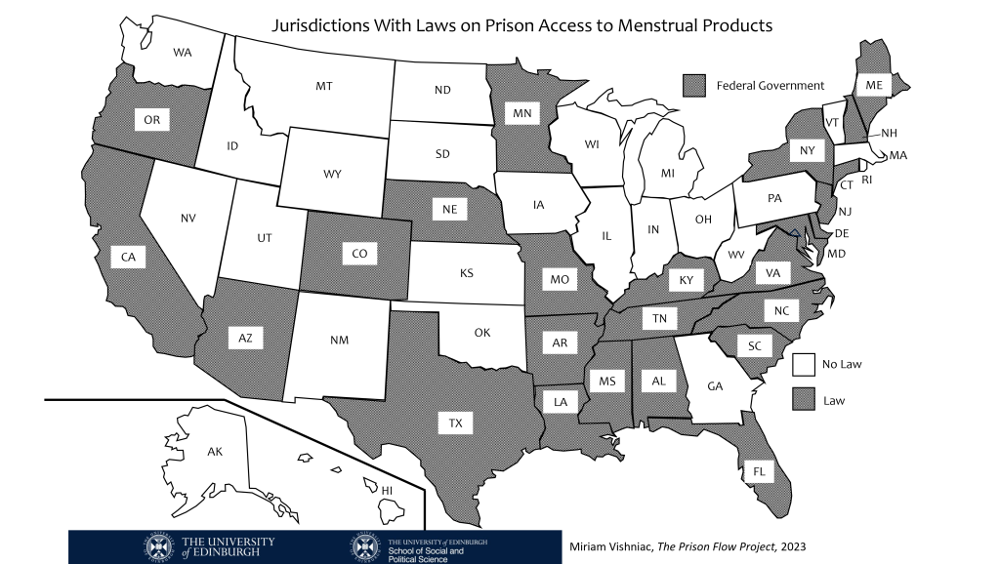 Jurisdictions With Laws on Prison Access to Menstrual Products
WA
MT
ND
MN
Federal Government
ME
OR
ID
SD
WI
VT
NH
NY
MA
WY
MI
CT
RI
NE
IA
PA
NJ
NV
UT
CO
IL
IN
OH
DE
MD
CA
KS
MO
WV
KY
VA
AZ
NM
OK
AR
TN
NC
SC
MS
AL
GA
No Law
LA
Law
TX
AK
HI
FL
THE UNIVERSITY
of EDINBURGH
THE UNIVERSITY of EDINBURGH
School of Social and
Political Science
Miriam Vishniac, The Prison Flow Project, 2023